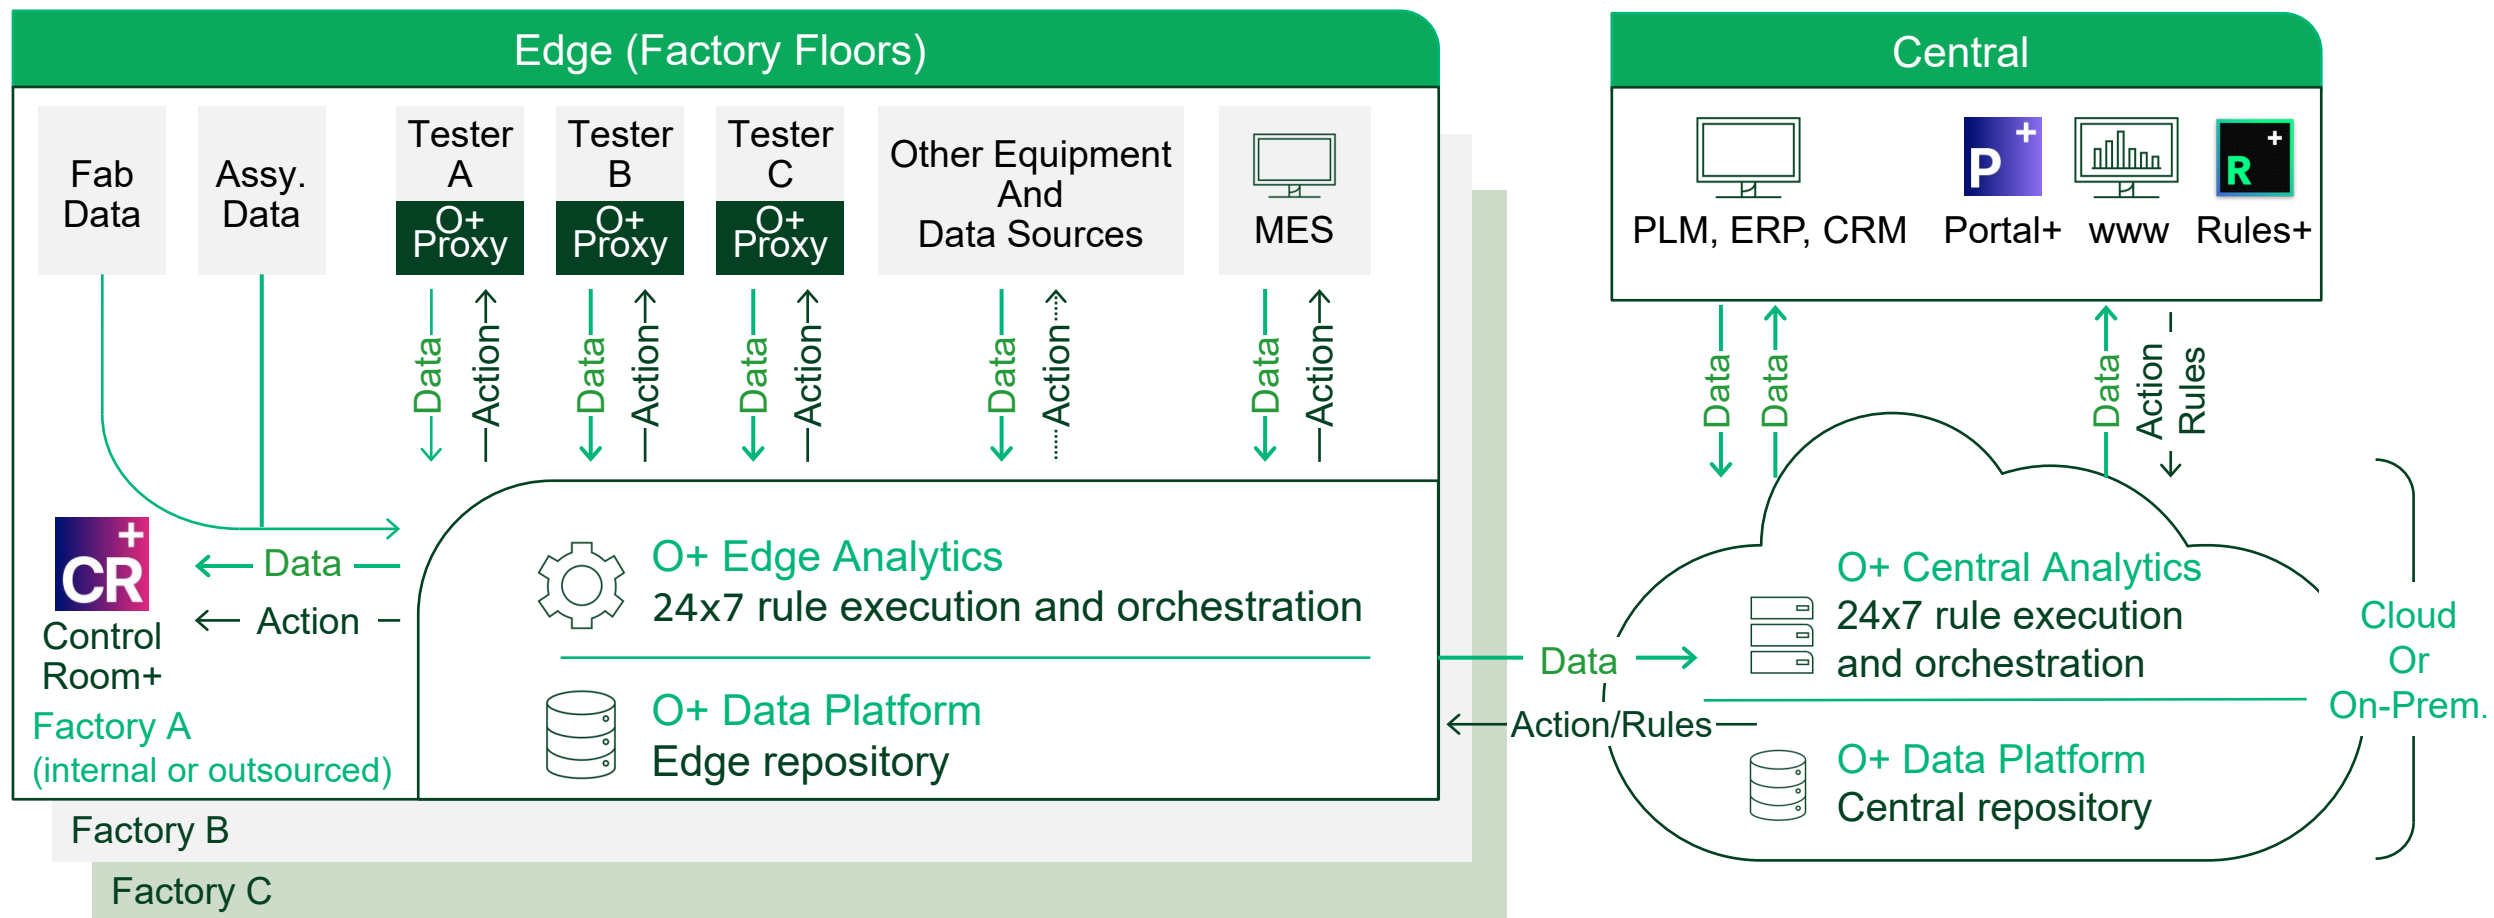 Edge (Factory Floors)
Fab
Data
Assy.
Data
Tester
A
O+
Proxy
Tester
B
O+
Proxy
Tester
C
O+
Proxy
Other Equipment
And
Data Sources
MES
Data
Action
Data
Action
Data
Action
Data
Action
Data
Action
CR+
Control
Room+
Data
Action
O+ Edge Analytics
24x7 rule execution and orchestration
O+ Data Platform
Edge repository
Factory A
(internal or outsourced)
Factory B
Factory C
Data
Action/Rules
Central
PLM, ERP, CRM
P+
Portal+
www
R+
Rules+
Data
Data
Data
Action
Rules
O+ Central Analytics
24x7 rule execution
and orchestration
O+ Data Platform
Central repository
Cloud
Or
On-Prem.